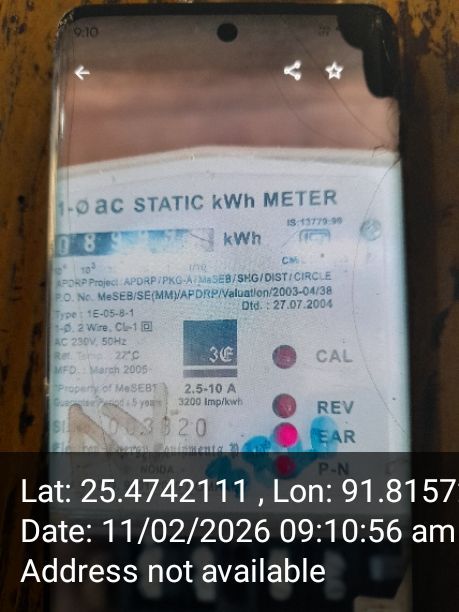 9:10
1-Ø ac STATIC kWh METER
IS:13779-99
kWh
10³
APDRP Project: APDRP/PKG-A/MeSEB/SHG/DIST/CIRCLE
P.O. No. MeSEB/SE(MM)/APDRP/Valuation/2003-04/38
Dtd. : 27.07.2004
Type : 1E-05-8-1
1-Ø, 2 Wire, CL-1
AC 230V, 50Hz
Ref. Temp. 27°C
MFD. : March 2005
3E
CAL
"Property of MeSEB"
2.5-10 A
Guarantee Period : 5 years
3200 Imp/kwh
REV
EAR
NOIDA
P-N
Lat: 25.4742111 , Lon: 91.8157
Date: 11/02/2026 09:10:56 am
Address not available